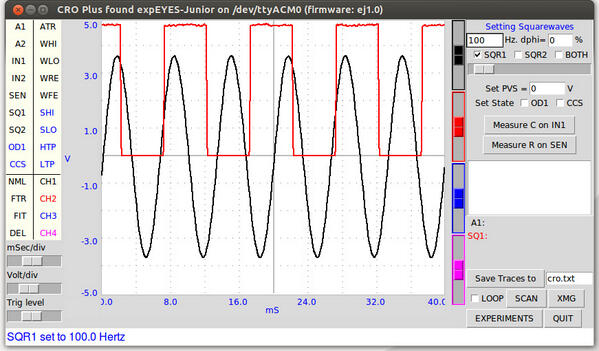 CRO Plus found expEYES-Junior on /dev/ttyACM0 (firmware: ej1.0)
A1 ATR
A2 WHI
IN1 WLO
IN2 WRE
SEN WFE
SQ1 SHI
SQ2 SLO
OD1 HTP
CCS LTP
NML CH1
FTR CH2
FIT CH3
DEL CH4
mSec/div
Volt/div
Trig level
5.0
3.0
1.0
V
-1.0
-3.0
-5.0
0.0 8.0 16.0 24.0 32.0 40.0
mS
Setting Squarewaves
100 Hz. dphi= 0 %
SQR1 SQR2 BOTH
Set PVS = 0 V
Set State OD1 CCS
Measure C on IN1
Measure R on SEN
A1:
SQ1:
Save Traces to cro.txt
LOOP SCAN XMG
EXPERIMENTS QUIT
SQR1 set to 100.0 Hertz